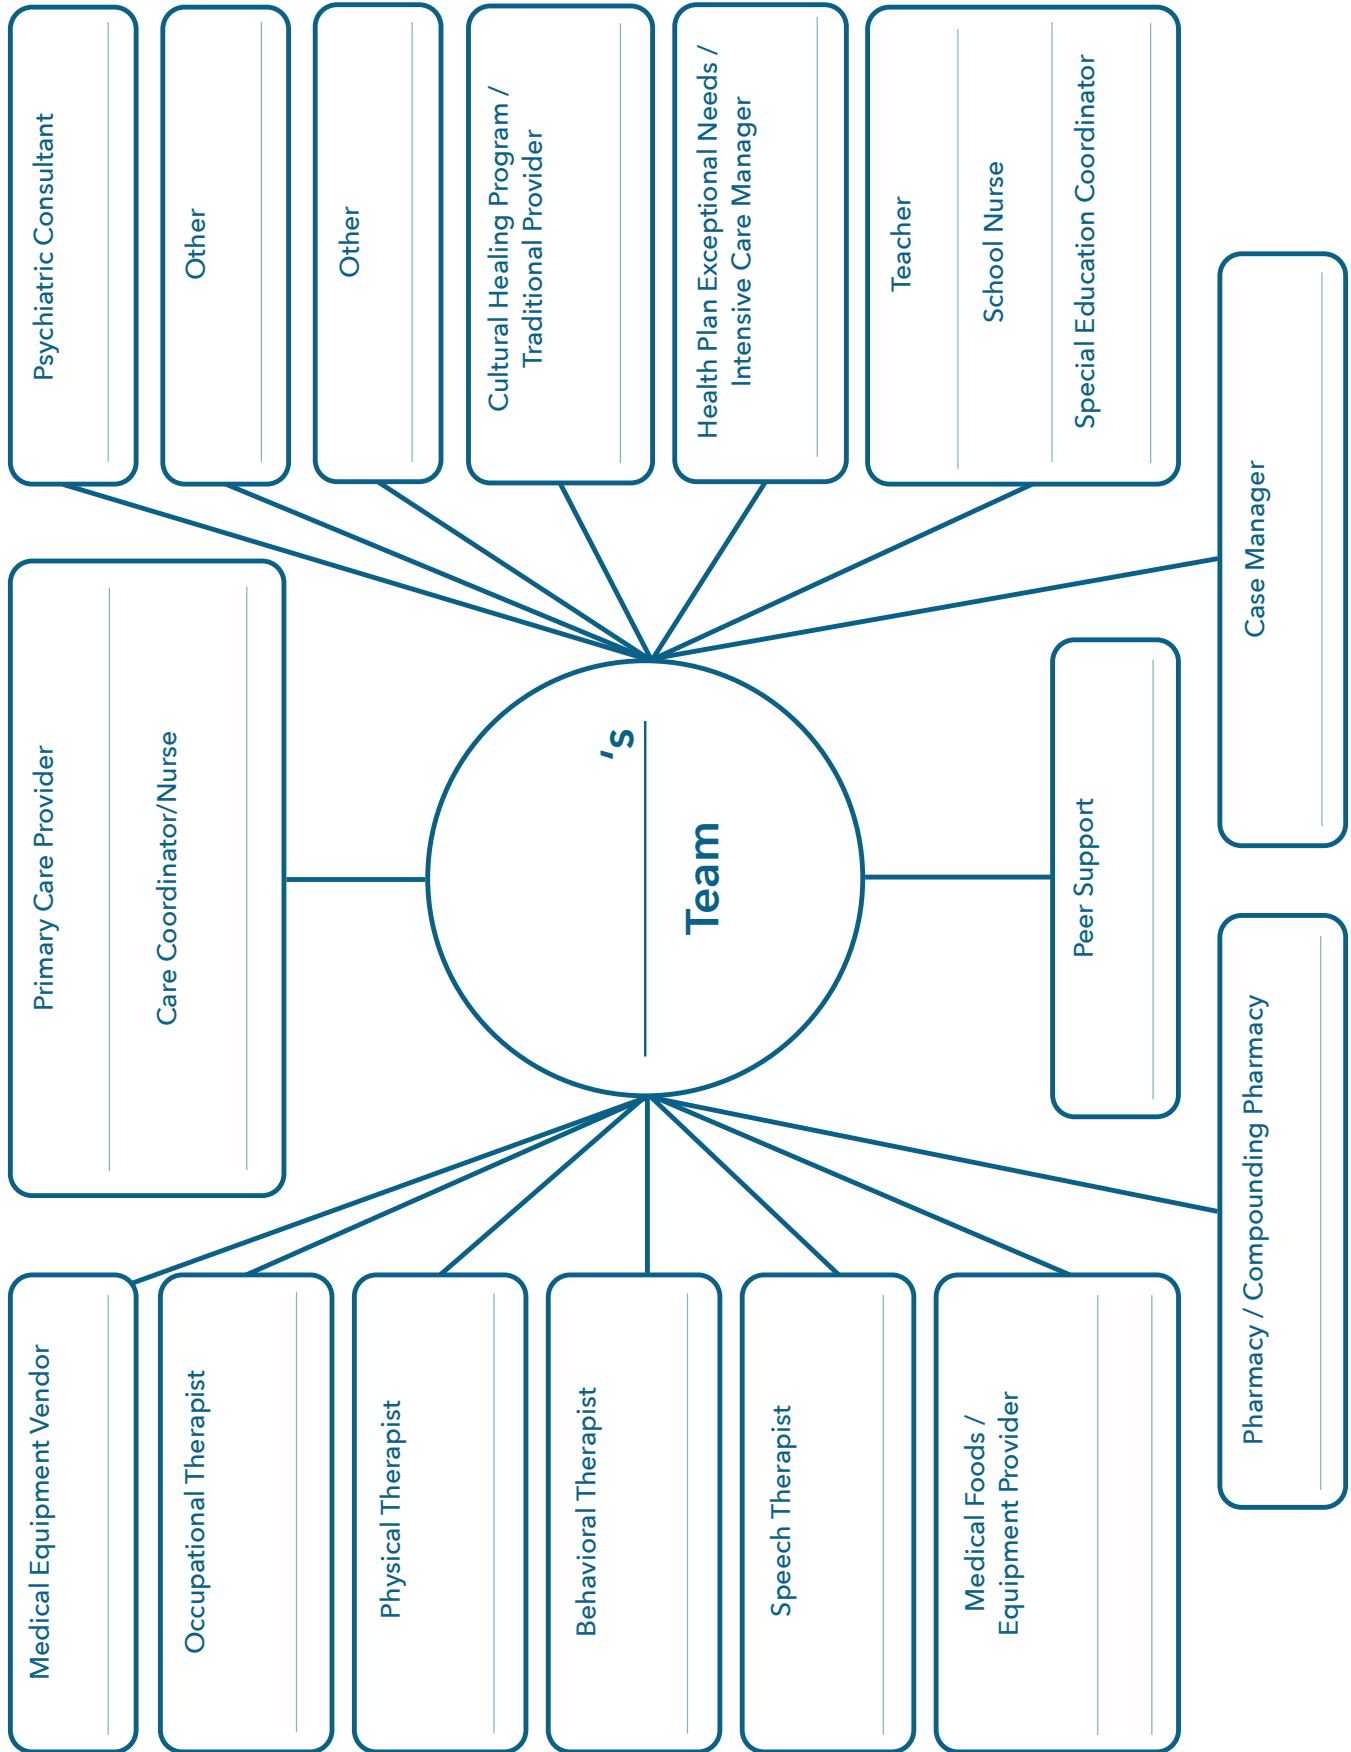 Medical Equipment Vendor
Occupational Therapist
Physical Therapist
Behavioral Therapist
Speech Therapist
Medical Foods /
Equipment Provider
Pharmacy / Compounding Pharmacy
Primary Care Provider
Care Coordinator/Nurse
's
Team
Peer Support
Psychiatric Consultant
Other
Other
Cultural Healing Program /
Traditional Provider
Health Plan Exceptional Needs /
Intensive Care Manager
Teacher
School Nurse
Special Education Coordinator
Case Manager